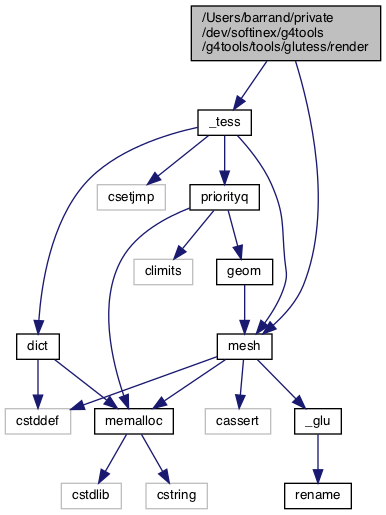 /Users/barrand/private
/dev/softinex/g4tools
/g4tools/tools/glutess/render
_tess
csetjmp
priorityq
climits
geom
dict
mesh
cstddef
memalloc
cassert
_glu
cstdlib
cstring
rename